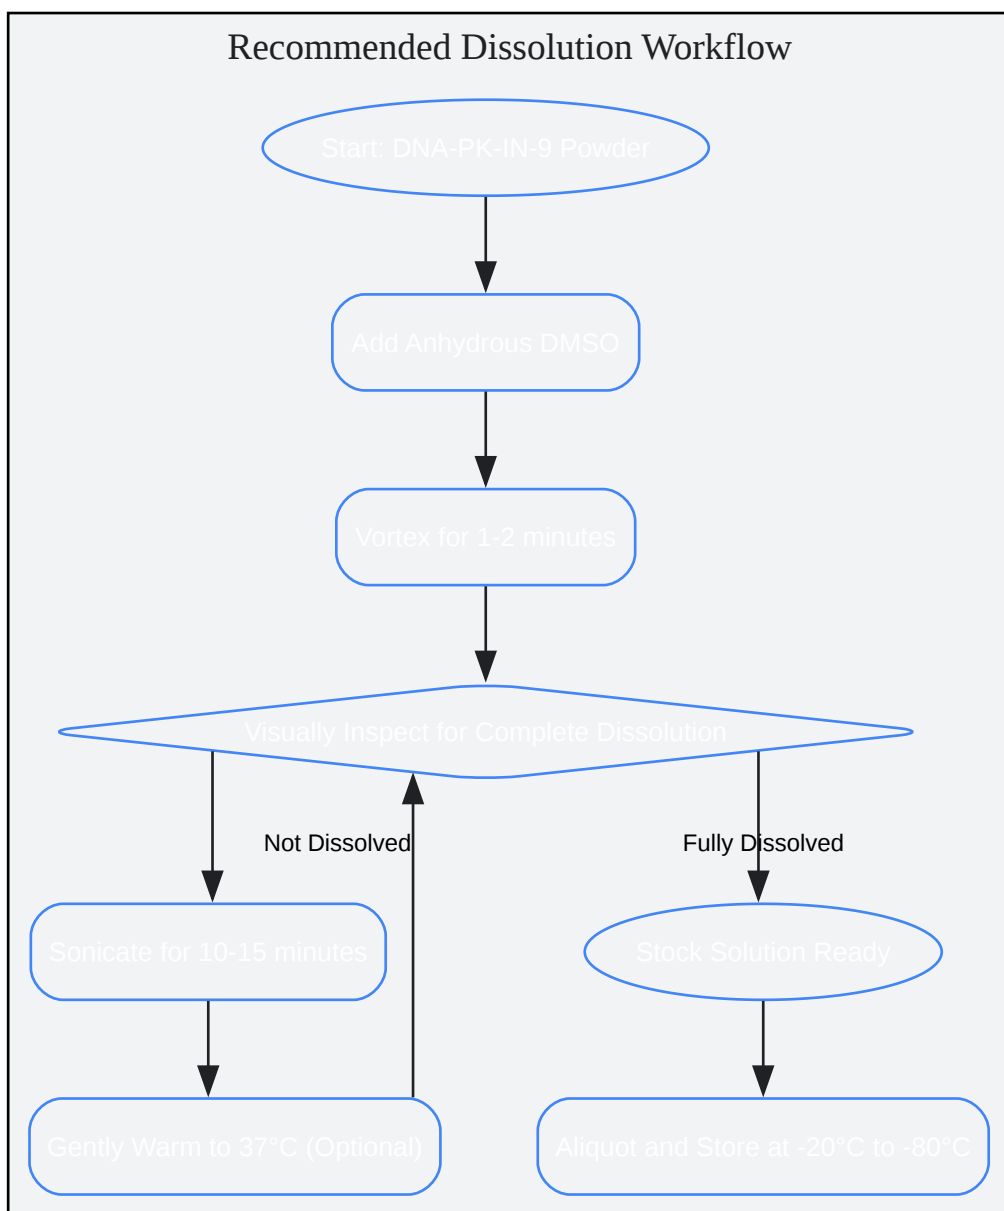 Recommended Dissolution Workflow
Start: DNA-PK-IN-9 Powder
Add Anhydrous DMSO
Vortex for 1-2 minutes
Visually Inspect for Complete Dissolution
Not Dissolved
Fully Dissolved
Sonicate for 10-15 minutes
Stock Solution Ready
Gently Warm to 37°C (Optional)
Aliquot and Store at -20°C to -80°C